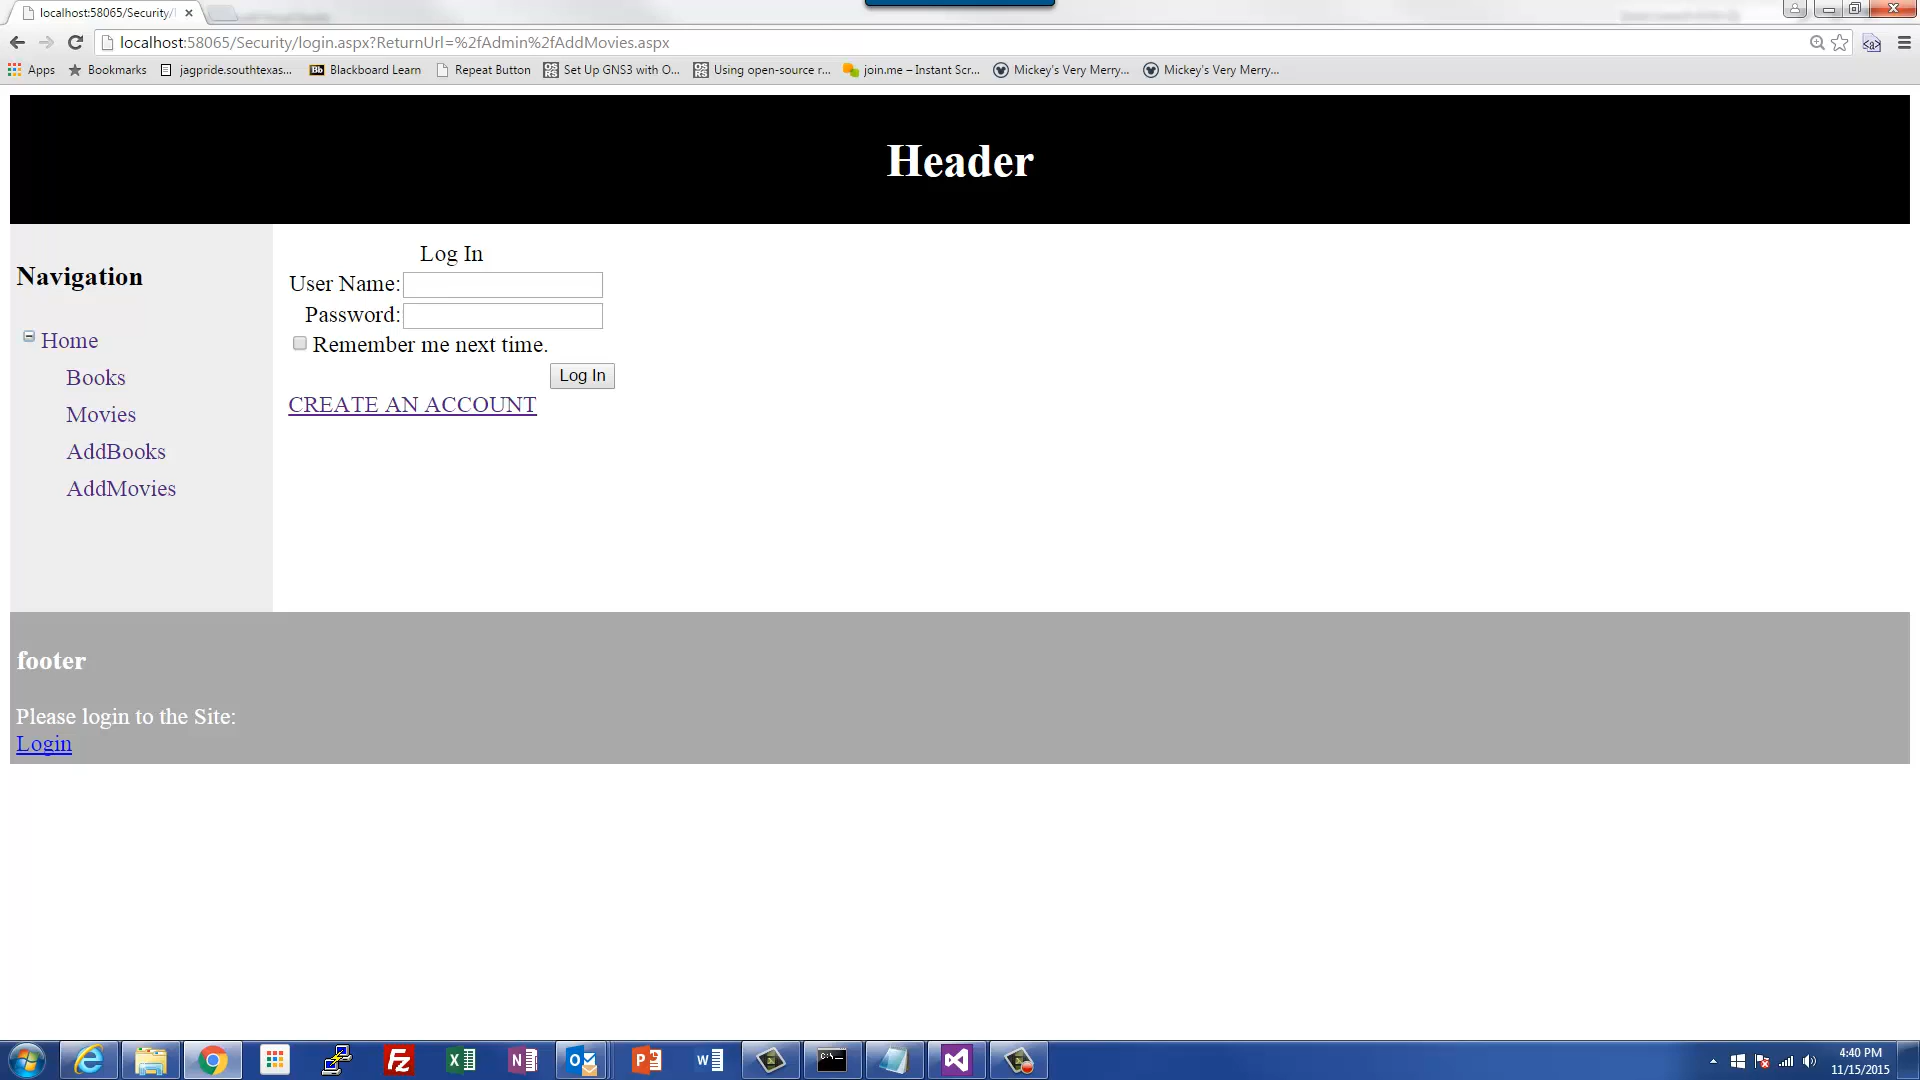 localhost:58065/Security/
localhost:58065/Security/login.aspx?ReturnUrl=%2fAdmin%2fAddMovies.aspx
Apps Bookmarks jagpride.southtexas... Bb Blackboard Learn Repeat Button Set Up GNS3 with O... Using open-source r... join.me – Instant Scr... Mickey's Very Merry... Mickey's Very Merry...
Header
Navigation
Home
Books
Movies
AddBooks
AddMovies
Log In
User Name:
Password:
Remember me next time.
Log In
CREATE AN ACCOUNT
footer
Please login to the Site:
Login
4:40 PM
11/15/2015